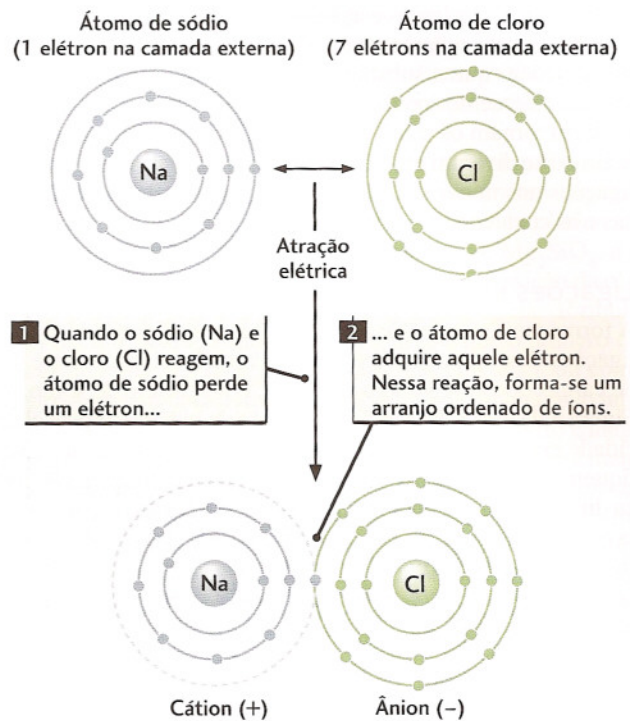 Átomo de sódio
(1 elétron na camada externa)
Átomo de cloro
(7 elétrons na camada externa)
Na
Cl
Atração
elétrica
1 Quando o sódio (Na) e
o cloro (Cl) reagem, o
átomo de sódio perde
um elétron...
2 ... e o átomo de cloro
adquire aquele elétron.
Nessa reação, forma-se um
arranjo ordenado de íons.
Na
Cl
Cátion (+)
Ânion (–)